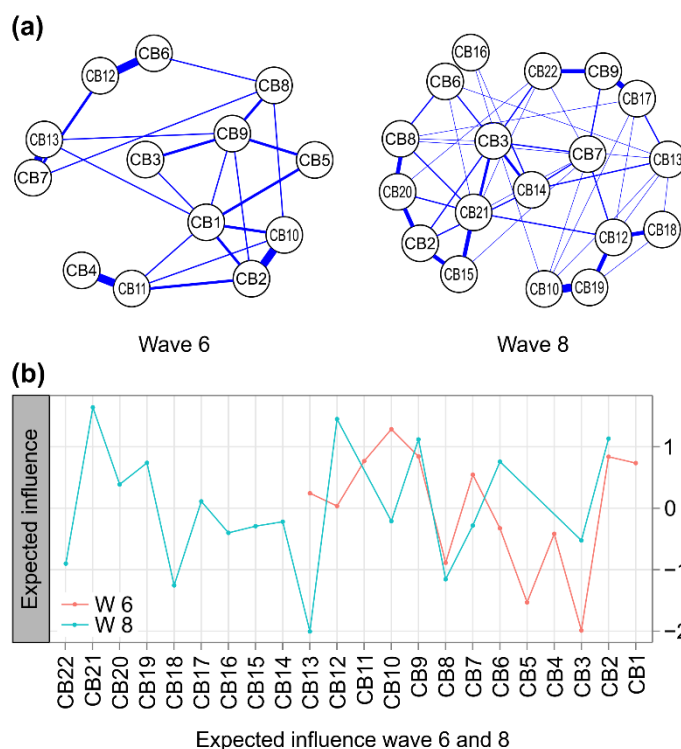 (a)
CB6
CB12
CB8
CB13
CB9
CB3
CB5
CB7
CB1
CB10
CB4
CB2
CB11
Wave 6
CB16
CB22
CB9
CB6
CB17
CB8
CB3
CB7
CB13
CB20
CB14
CB21
CB2
CB12
CB18
CB15
CB10
CB19
Wave 8
(b)
Expected influence
1
0
-1
-2
W 6
W 8
CB22
CB21
CB20
CB19
CB18
CB17
CB16
CB15
CB14
CB13
CB12
CB11
CB10
CB9
CB8
CB7
CB6
CB5
CB4
CB3
CB2
CB1
Expected influence wave 6 and 8